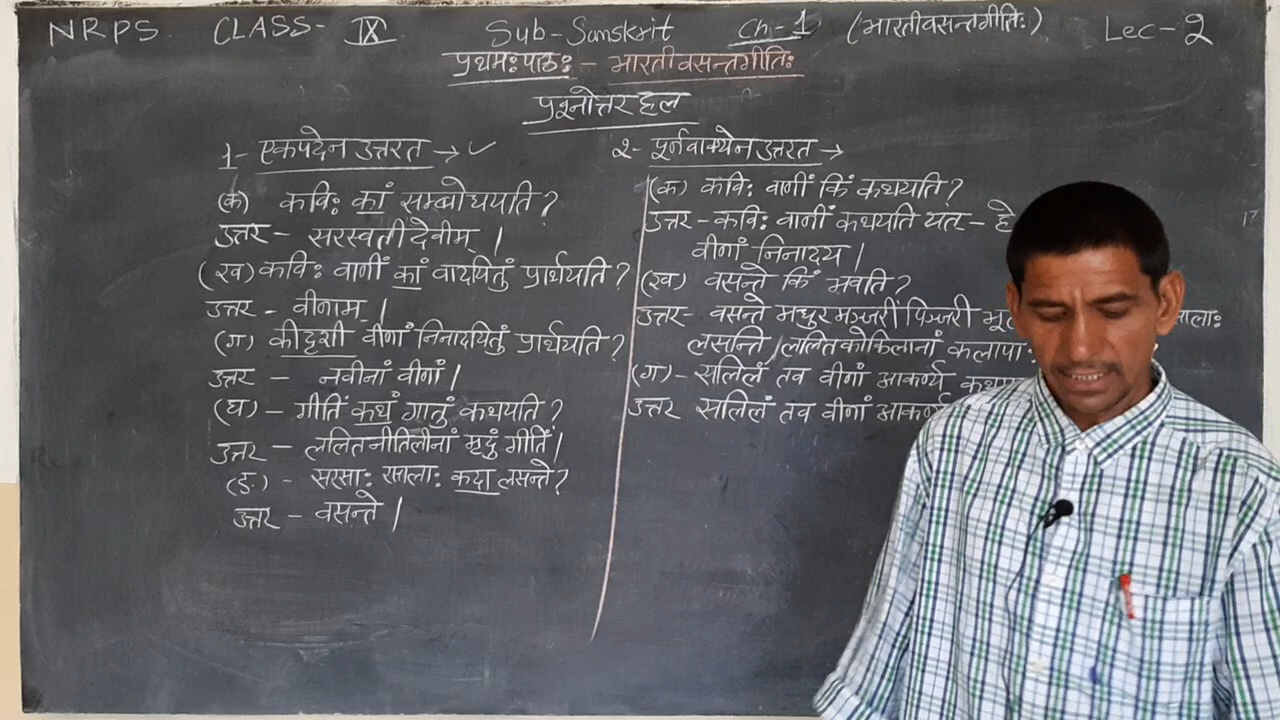 NRPS. CLASS- IX Sub-Sanskrit Ch-1 (भारतीवसन्तगीतिः) Lec-2
प्रथमःपाठः - भारतीवसन्तगीतिः
प्रश्नोत्तर हल
1- एकपदेन उत्तरत → ✓
(क) कविः कां सम्बोधयति?
उत्तर - सरस्वतीदेवीम् ।
(ख) कविः वाणीं कां वादयितुं प्रार्थयति?
उत्तर - वीणाम् ।
(ग) कीदृशी वीणां निनादयितुं प्रार्थयति?
उत्तर - नवीनां वीणां ।
(घ) - गीतिं कथं गातुं कथयति?
उत्तर - ललितनीतिलीनां मृदुं गीतिं ।
(ङ) - सरसाः रसालाः कदा लसन्ते?
उत्तर - वसन्ते ।
२- पूर्णवाक्येन उत्तरत →
(क) कविः वाणीं किं कथयति?
उत्तर - कविः वाणीं कथयति यत् - हे
वीणां निनादय ।
(ख) वसन्ते किं भवति?
उत्तर- वसन्ते मधुरमञ्जरीपिञ्जरी
लसन्ति, ललितकोकिलानां कलापाः
(ग) - सलिलं तव वीणां आकर्ण्य
उत्तर सलिलं तव वीणां आकर्ण्य